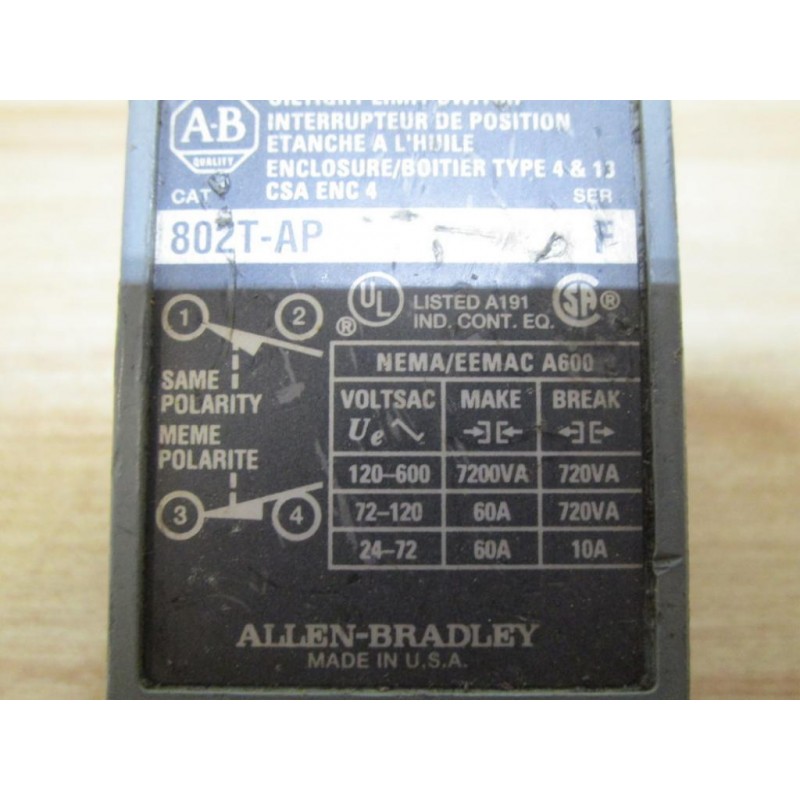 A-B
QUALITY
INTERRUPTEUR DE POSITION
ETANCHE A L'HUILE
ENCLOSURE/BOITIER TYPE 4 & 13
CSA ENC 4
CAT
SER
802T-AP
F
1
2
UL
®
LISTED A191
IND. CONT. EQ.
SA ®
SAME
POLARITY
MEME
POLARITE
3
4
NEMA/EEMAC A600
VOLTSAC MAKE BREAK
Ue
120-600 7200VA 720VA
72-120 60A 720VA
24-72 60A 10A
ALLEN-BRADLEY
MADE IN U.S.A.